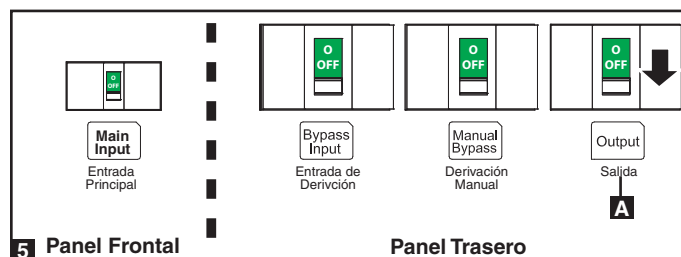 O
OFF
Main
Input
Entrada
Principal
O
OFF
Bypass
Input
Entrada de
Derivción
O
OFF
Manual
Bypass
Derivación
Manual
O
OFF
Output
Salida
A
5 Panel Frontal
Panel Trasero